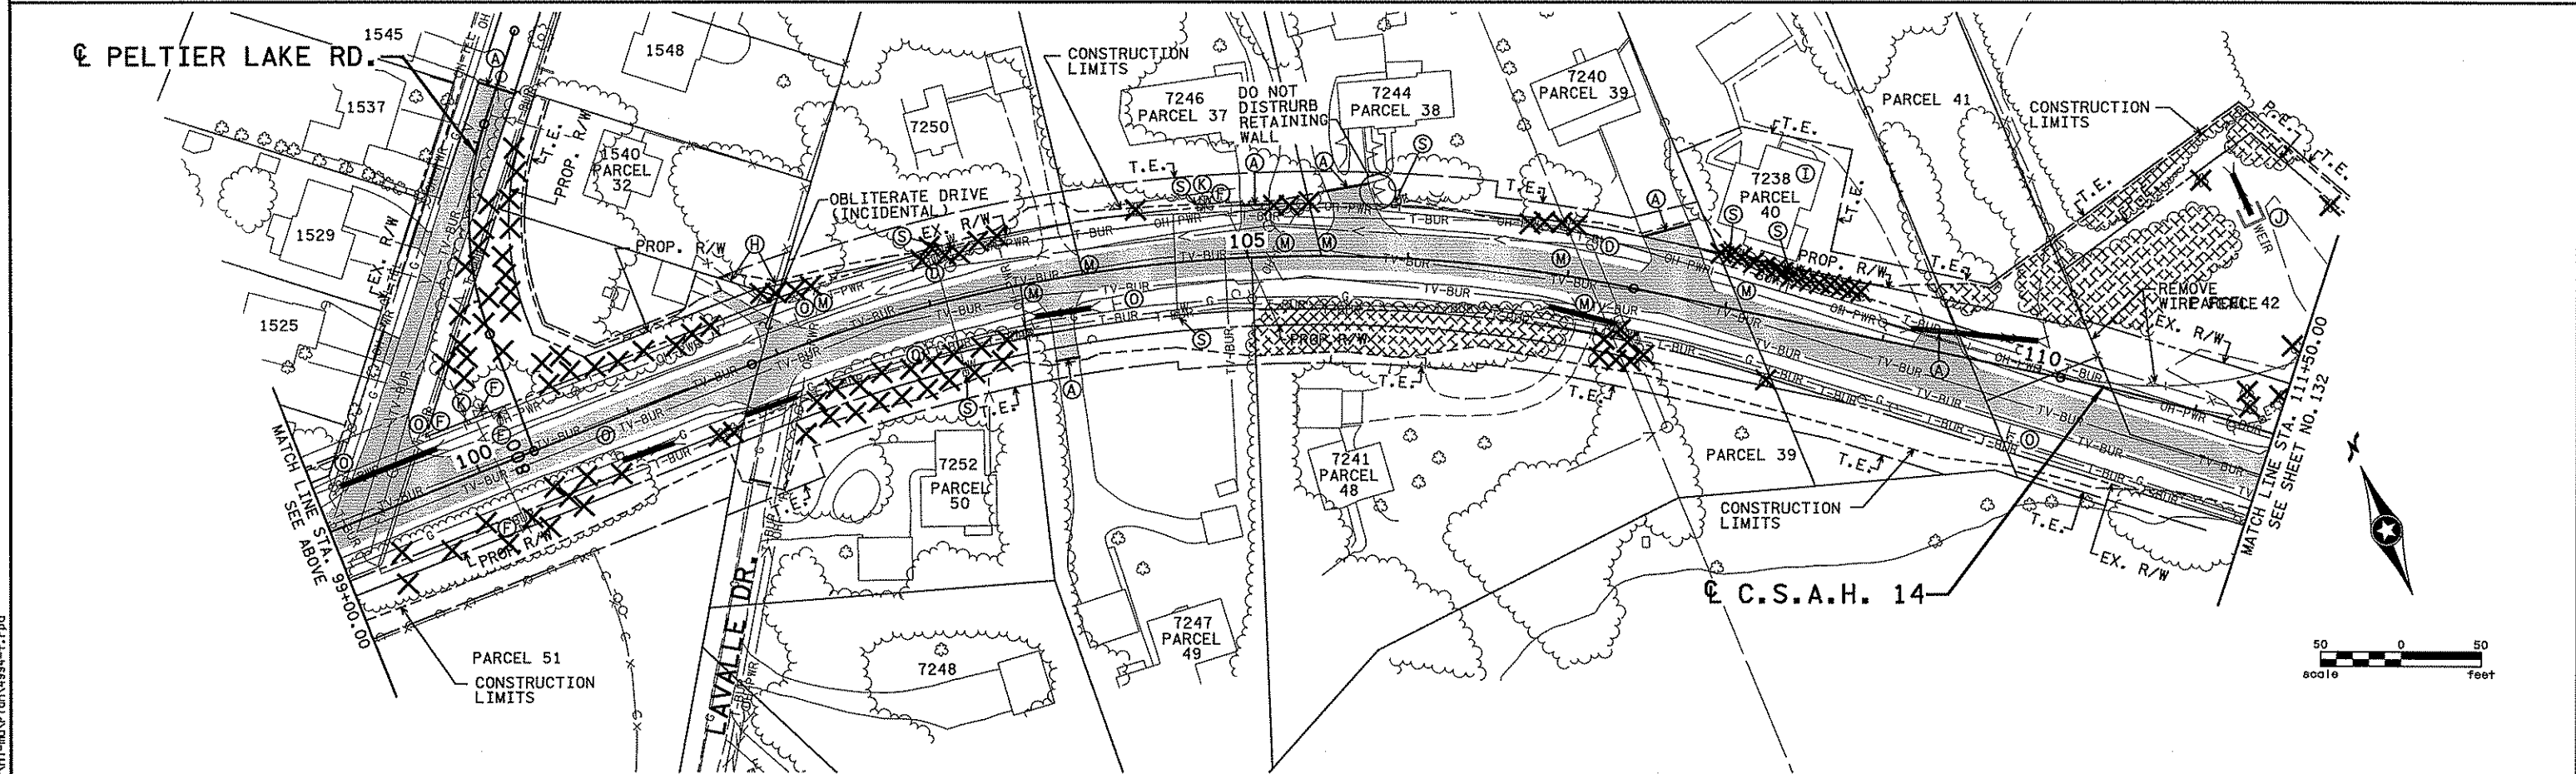 ℄ PELTIER LAKE RD.
1545
1537
1529
1525
EX. R/W
1548
T.E.
PROP. R/W
1540
PARCEL
32
PROP. R/W
7250
OBLITERATE DRIVE
(INCIDENTAL)
EX. R/W
CONSTRUCTION
LIMITS
7246
PARCEL 37
DO NOT
DISTRURB
RETAINING
WALL
7244
PARCEL 38
T.E.
7240
PARCEL 39
T.E.
T.E.
7238
PARCEL
40
T.E.
PROP. R/W
PARCEL 41
CONSTRUCTION
LIMITS
P.E.
T.E.
T.E.
T.E.
WEIR
REMOVE
EX. R/W
100
800
105
110
TV-BUR
T-BUR
OH-PWR
PROP R/W
MATCH LINE STA. 99+00.00
SEE ABOVE
PROP R/W
CONSTRUCTION
LIMITS
PARCEL 51
LAVALLE DR.
T.E.
7252
PARCEL
50
T.E.
7248
7247
PARCEL
49
T.E.
7241
PARCEL
48
T.E.
PARCEL 39
T.E.
CONSTRUCTION
LIMITS
℄ C.S.A.H. 14
T.E.
EX. R/W
MATCH LINE STA. 111+50.00
SEE SHEET NO. 132
50 0 50
scale feet